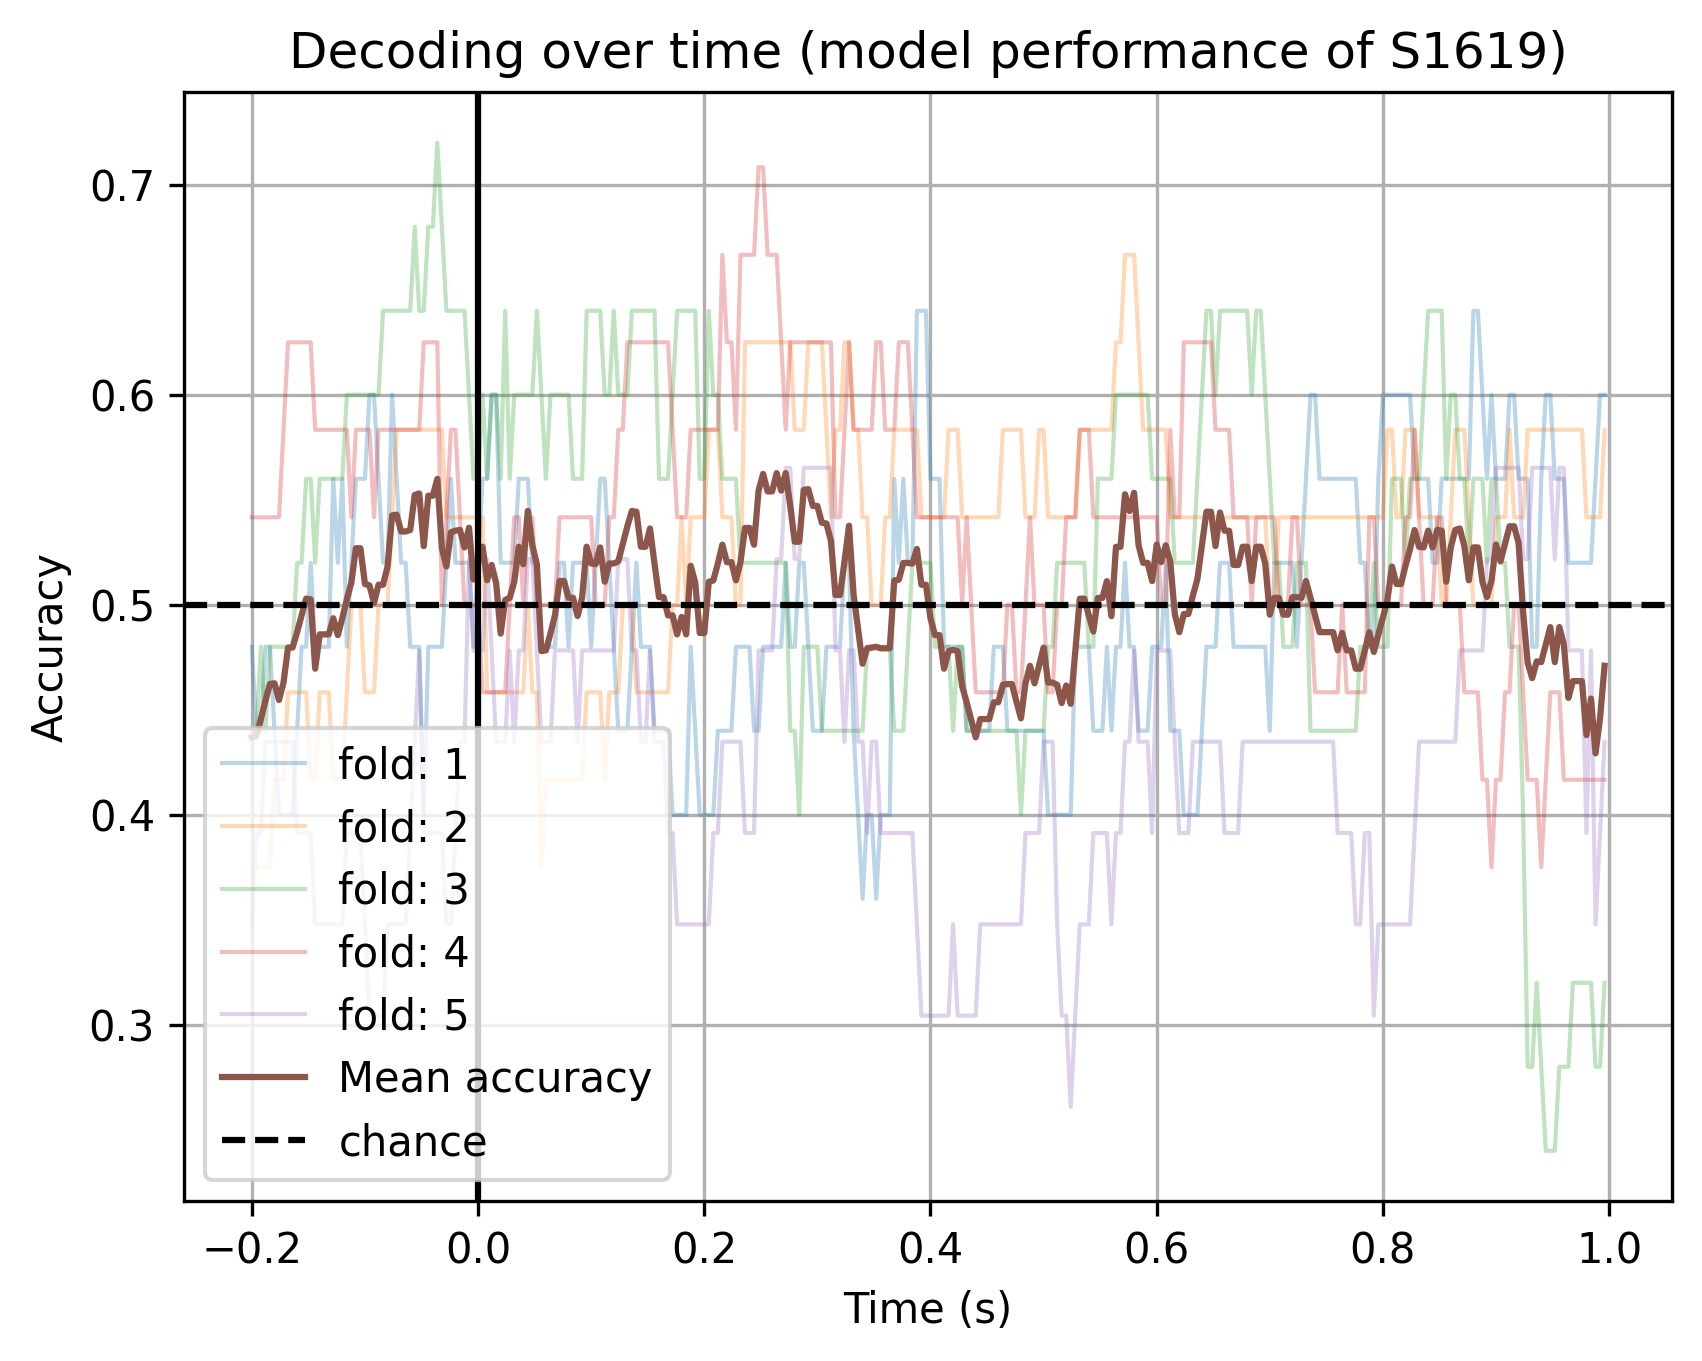 Decoding over time (model performance of S1619)
Accuracy
0.7
0.6
0.5
0.4
0.3
fold: 1
fold: 2
fold: 3
fold: 4
fold: 5
Mean accuracy
chance
−0.2 0.0 0.2 0.4 0.6 0.8 1.0
Time (s)